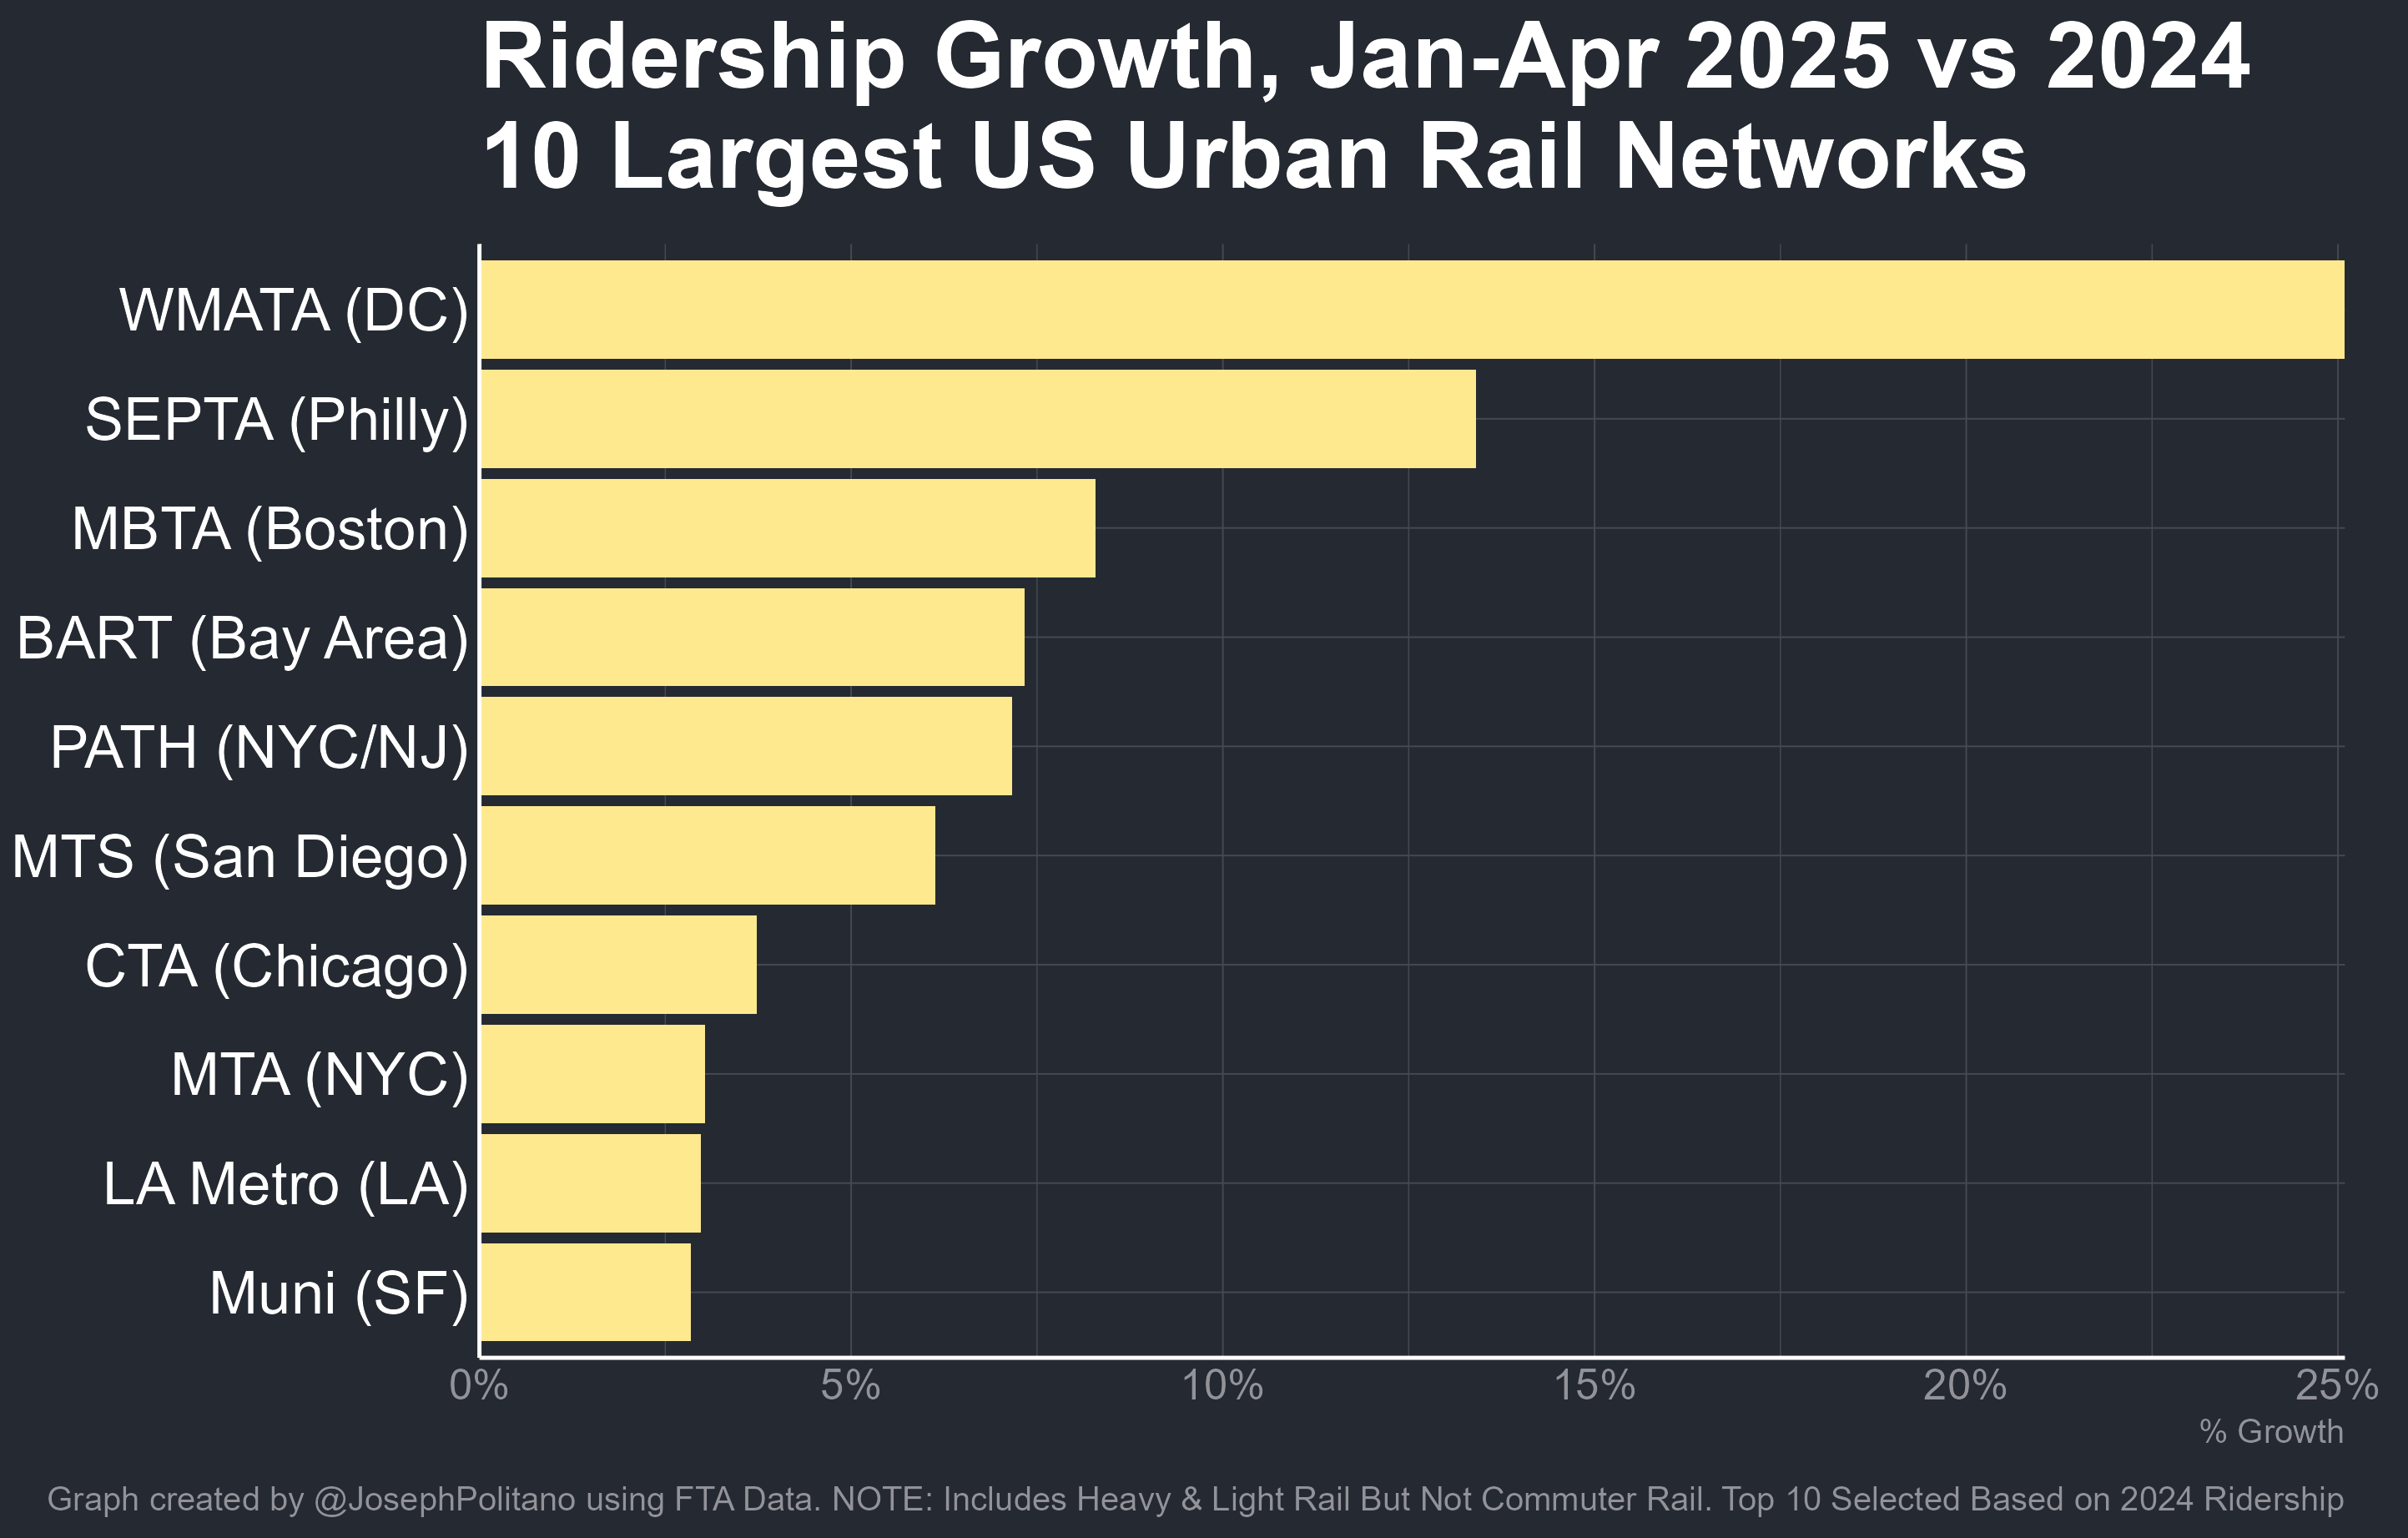 Ridership Growth, Jan-Apr 2025 vs 2024
10 Largest US Urban Rail Networks
WMATA (DC)
SEPTA (Philly)
MBTA (Boston)
BART (Bay Area)
PATH (NYC/NJ)
MTS (San Diego)
CTA (Chicago)
MTA (NYC)
LA Metro (LA)
Muni (SF)
0% 5% 10% 15% 20% 25%
% Growth
Graph created by @JosephPolitano using FTA Data. NOTE: Includes Heavy & Light Rail But Not Commuter Rail. Top 10 Selected Based on 2024 Ridership